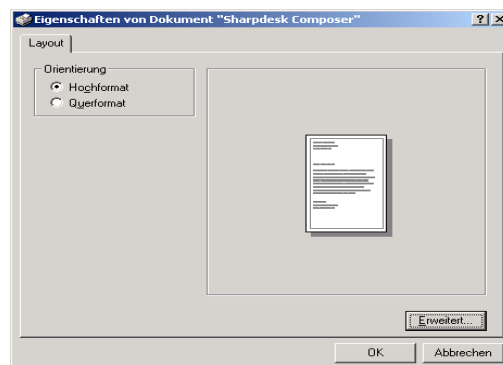 Eigenschaften von Dokument "Sharpdesk Composer"
Layout
Orientierung
Hochformat
Querformat
Erweitert...
OK
Abbrechen